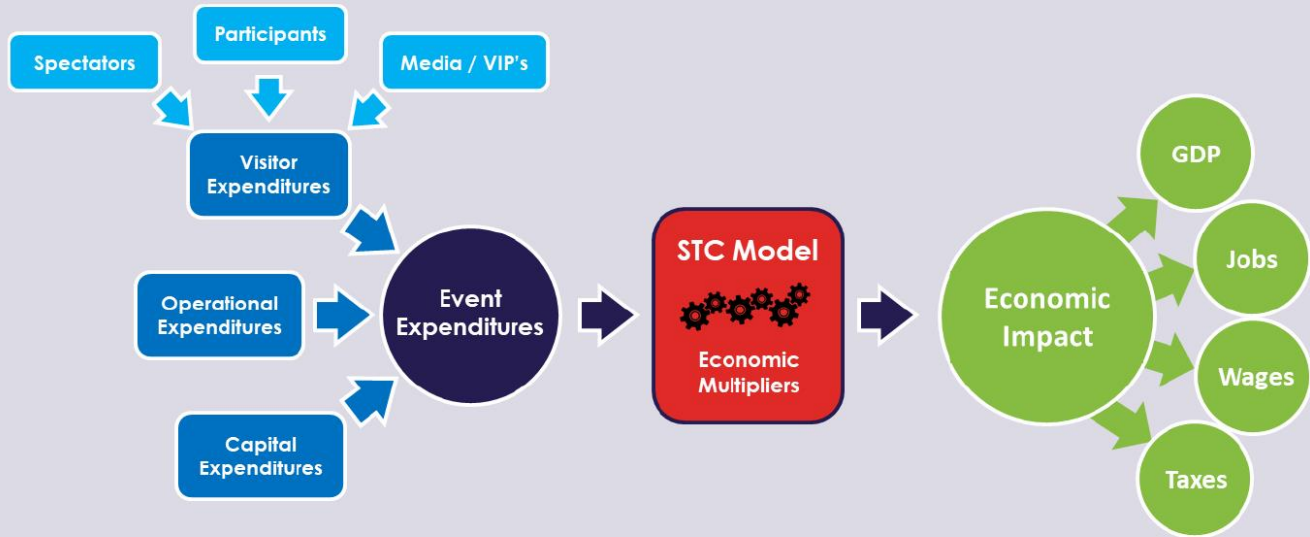 Participants
Spectators
Media / VIP's
Visitor
Expenditures
Operational
Expenditures
Capital
Expenditures
Event
Expenditures
STC Model
Economic
Multipliers
Economic
Impact
GDP
Jobs
Wages
Taxes